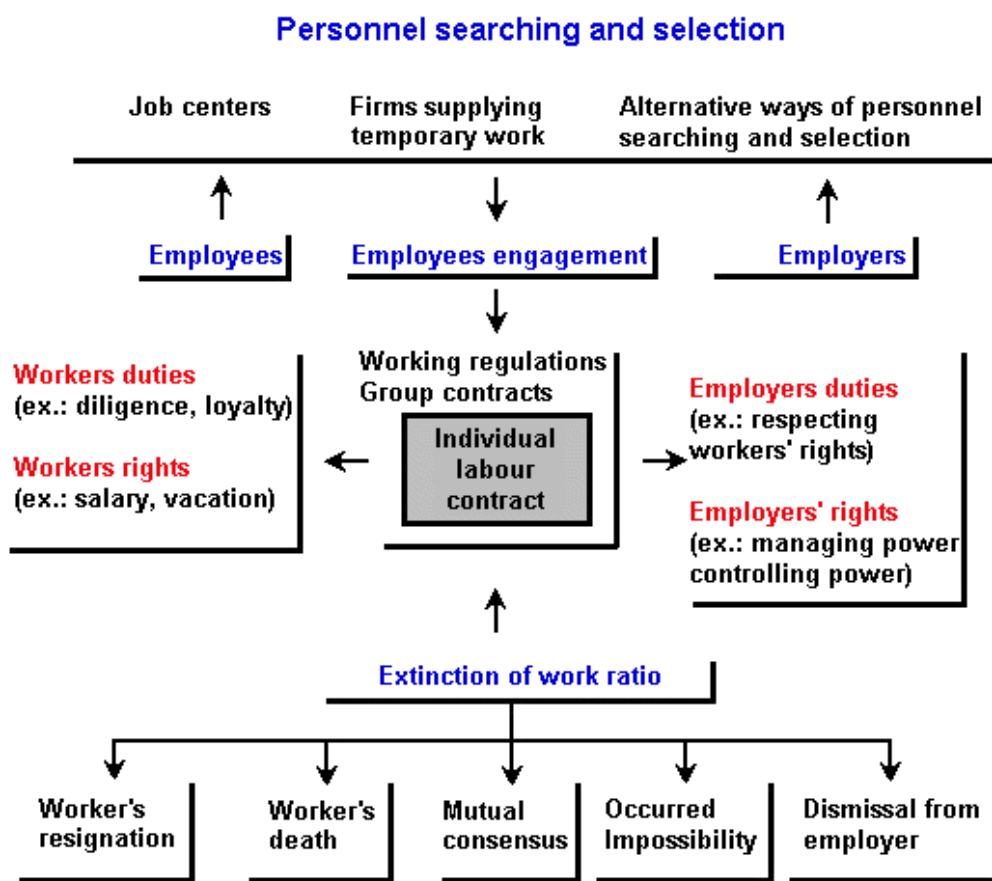 Personnel searching and selection
Job centers
Firms supplying
temporary work
Alternative ways of personnel
searching and selection
Employees
Employees engagement
Employers
Workers duties
(ex.: diligence, loyalty)
Workers rights
(ex.: salary, vacation)
Working regulations
Group contracts
Individual
labour
contract
Employers duties
(ex.: respecting
workers' rights)
Employers' rights
(ex.: managing power
controlling power)
Extinction of work ratio
Worker's
resignation
Worker's
death
Mutual
consensus
Occurred
Impossibility
Dismissal from
employer